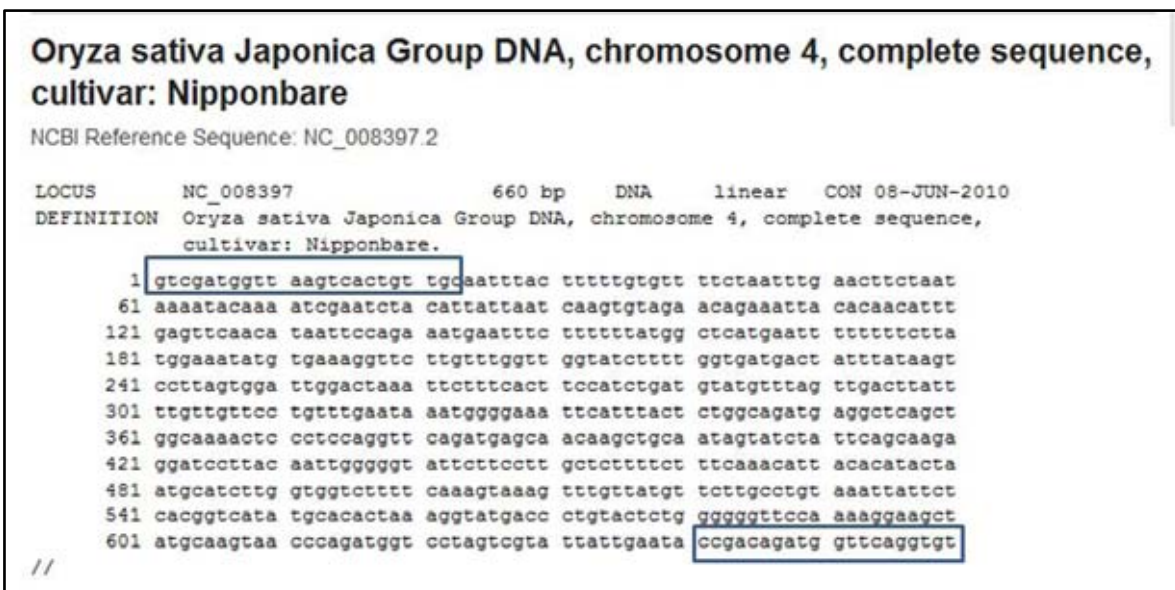 Oryza sativa Japonica Group DNA, chromosome 4, complete sequence,
cultivar: Nipponbare
NCBI Reference Sequence: NC_008397.2
LOCUS NC_008397 660 bp DNA linear CON 08-JUN-2010
DEFINITION Oryza sativa Japonica Group DNA, chromosome 4, complete sequence,
cultivar: Nipponbare.
1 gtcgatggtt aagtcactgt tgcaatttac tttttgtgtt ttctaatttg aacttctaat
61 aaaatacaaa atcgaatcta cattattaat caagtgtaga acagaaatta cacaacattt
121 gagttcaaca taattccaga aatgaatttc ttttttatgg ctcatgaatt ttttttctta
181 tggaaatatg tgaaaggttc ttgtttggtt ggtatctttt ggtgatgact atttataagt
241 ccttagtgga ttggactaaa ttctttcact tccatctgat gtatgtttag ttgacttatt
301 ttgttgttcc tgtttgaata aatggggaaa ttcatttact ctggcagatg aggctcagct
361 ggcaaaactc cctccaggtt cagatgagca acaagctgca atagtatcta ttcagcaaga
421 ggatccttac aattgggggt attcttcctt gctcttttct ttcaaacatt acacatacta
481 atgcatcttg gtggtctttt caaagtaaag tttgttatgt tcttgcctgt aaattattct
541 cacggtcata tgcacactaa aggtatgacc ctgtactctg ggggggttcca aaaggaagct
601 atgcaagtaa cccagatggt cctagtcgta ttattgaata ccgacagatg gttcaggtgt
//